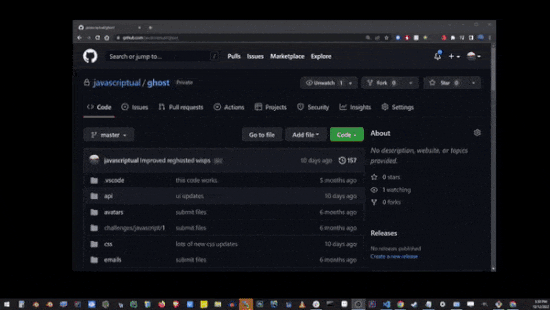 javascriptual/ghost
github.com/javascriptual/ghost
Search or jump to... / Pulls Issues Marketplace Explore
javascriptual / ghost Private Unwatch 1 Fork 0 Star 0
Code Issues Pull requests Actions Projects Security Insights Settings
master Go to file Add file Code About
No description, website, or topics
provided.
javascriptual Improved reghosted wisps 10 days ago 157
0 stars
.vscode this code works. 5 months ago
1 watching
api ui updates 10 days ago
0 forks
avatars submit files 6 months ago
challenges/javascript/1 submit files 6 months ago
Releases
css lots of new css updates 10 days ago
No releases published
emails submit files 6 months ago
Create a new release